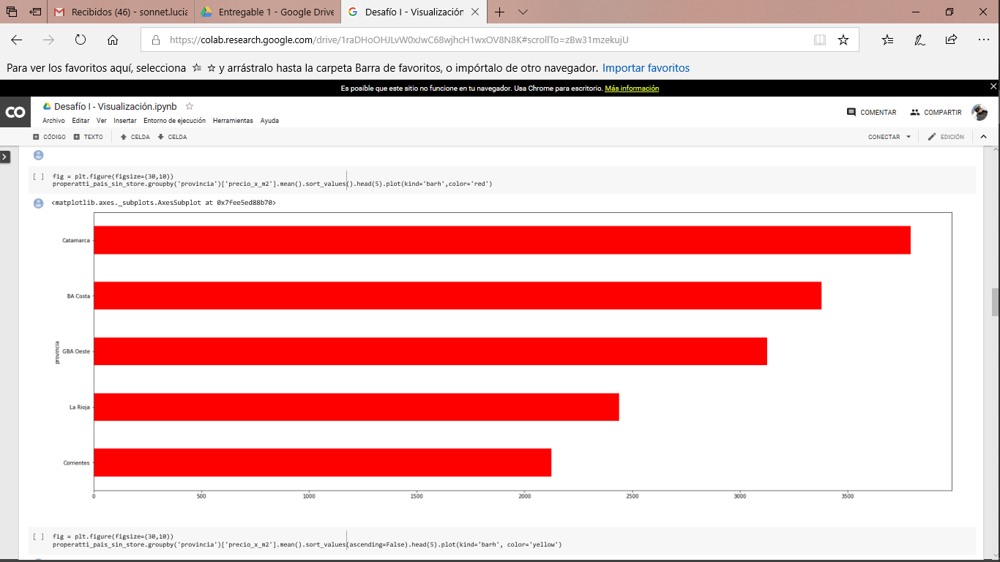 Recibidos (46) - sonnet.lucia
Entregable 1 - Google Drive
Desafío I - Visualización
https://colab.research.google.com/drive/1raDHoOHJLvW0xJwC68wjhcH1wxOV8N8K#scrollTo=zBw31mzekujU
Para ver los favoritos aquí, selecciona y arrástralo hasta la carpeta Barra de favoritos, o impórtalo de otro navegador. Importar favoritos
Es posible que este sitio no funcione en tu navegador. Usa Chrome para escritorio. Más información
CO
Desafío I - Visualización.ipynb
Archivo Editar Ver Insertar Entorno de ejecución Herramientas Ayuda
COMENTAR
COMPARTIR
CÓDIGO TEXTO CELDA CELDA
CONECTAR
EDICIÓN
[ ] fig = plt.figure(figsize=(30,10))
properatti_pais_sin_store.groupby('provincia')['precio_x_m2'].mean().sort_values().head(5).plot(kind='barh',color='red')
<matplotlib.axes._subplots.AxesSubplot at 0x7fee5ed88b70>
Catamarca
BA Costa
GBA Oeste
La Rioja
Corrientes
provincia
0 500 1000 1500 2000 2500 3000 3500
[ ] fig = plt.figure(figsize=(30,10))
properatti_pais_sin_store.groupby('provincia')['precio_x_m2'].mean().sort_values(ascending=False).head(5).plot(kind='barh', color='yellow')